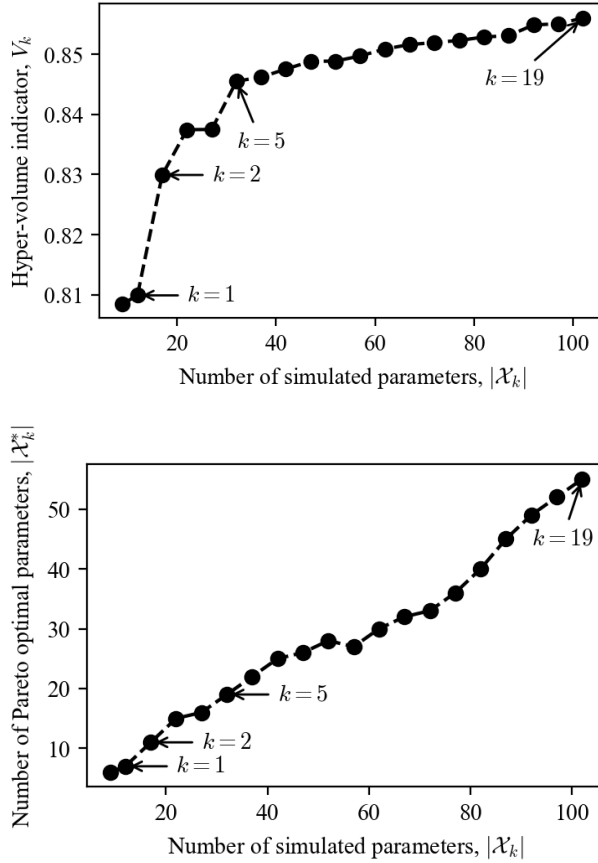 Hyper-volume indicator, V_k
0.85
0.84
0.83
0.82
0.81
k = 19
k = 5
k = 2
k = 1
20 40 60 80 100
Number of simulated parameters, |𝒳_k|
Number of Pareto optimal parameters, |𝒳_k^*|
50
40
30
20
10
k = 19
k = 5
k = 2
k = 1
20 40 60 80 100
Number of simulated parameters, |𝒳_k|